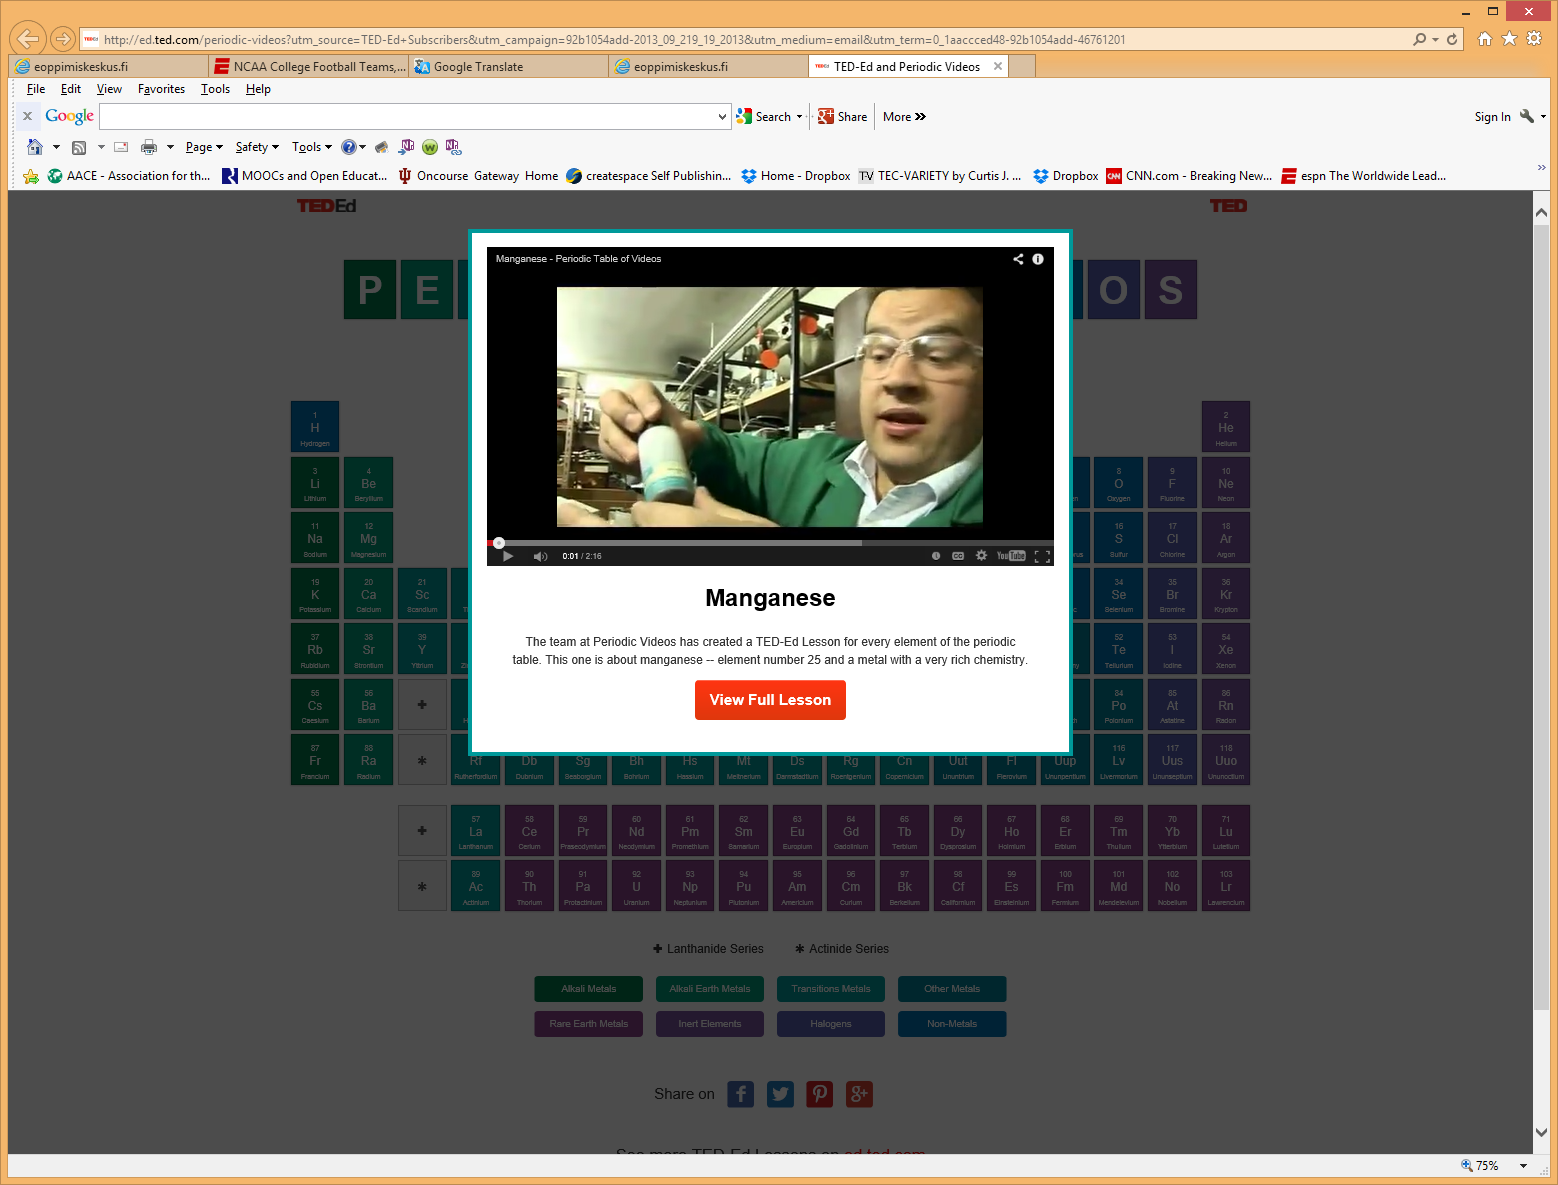 http://ed.ted.com/periodic-videos?utm_source=TED-Ed+Subscribers&utm_campaign=92b1054add-2013_09_219_19_2013&utm_medium=email&utm_term=0_1aaccced48-92b1054add-46761201
eoppimiskeskus.fi NCAA College Football Teams,... Google Translate eoppimiskeskus.fi TED-Ed and Periodic Videos
File Edit View Favorites Tools Help
Google Search Share More Sign In
Page Safety Tools
AACE - Association for th... MOOCs and Open Educat... Oncourse Gateway Home createspace Self Publishin... Home - Dropbox TEC-VARIETY by Curtis J. ... Dropbox CNN.com - Breaking New... espn The Worldwide Lead...
TEDEd TED
P E O S
Manganese - Periodic Table of Videos
0:01 / 2:16 CC YouTube
Manganese
The team at Periodic Videos has created a TED-Ed Lesson for every element of the periodic
table. This one is about manganese -- element number 25 and a metal with a very rich chemistry.
View Full Lesson
1 2
H He
Hydrogen Helium
3 4 8 9 10
Li Be O F Ne
Lithium Beryllium Oxygen Fluorine Neon
11 12 16 17 18
Na Mg S Cl Ar
Sodium Magnesium Sulfur Chlorine Argon
19 20 21 34 35 36
K Ca Sc Se Br Kr
Potassium Calcium Scandium Selenium Bromine Krypton
37 38 39 52 53 54
Rb Sr Y Te I Xe
Rubidium Strontium Yttrium Tellurium Iodine Xenon
55 56 84 85 86
Cs Ba + Po At Rn
Caesium Barium Polonium Astatine Radon
87 88 116 117 118
Fr Ra * Rf Db Sg Bh Hs Mt Ds Rg Cn Uut Fl Uup Lv Uus Uuo
Francium Radium Rutherfordium Dubnium Seaborgium Bohrium Hassium Meitnerium Darmstadtium Roentgenium Copernicium Ununtrium Flerovium Ununpentium Livermorium Ununseptium Ununoctium
57 58 59 60 61 62 63 64 65 66 67 68 69 70 71
+ La Ce Pr Nd Pm Sm Eu Gd Tb Dy Ho Er Tm Yb Lu
Lanthanum Cerium Praseodymium Neodymium Promethium Samarium Europium Gadolinium Terbium Dysprosium Holmium Erbium Thulium Ytterbium Lutetium
89 90 91 92 93 94 95 96 97 98 99 100 101 102 103
* Ac Th Pa U Np Pu Am Cm Bk Cf Es Fm Md No Lr
Actinium Thorium Protactinium Uranium Neptunium Plutonium Americium Curium Berkelium Californium Einsteinium Fermium Mendelevium Nobelium Lawrencium
+ Lanthanide Series * Actinide Series
Alkali Metals Alkali Earth Metals Transitions Metals Other Metals
Rare Earth Metals Inert Elements Halogens Non-Metals
Share on
See more TED-Ed Lessons on ed.ted.com
75%